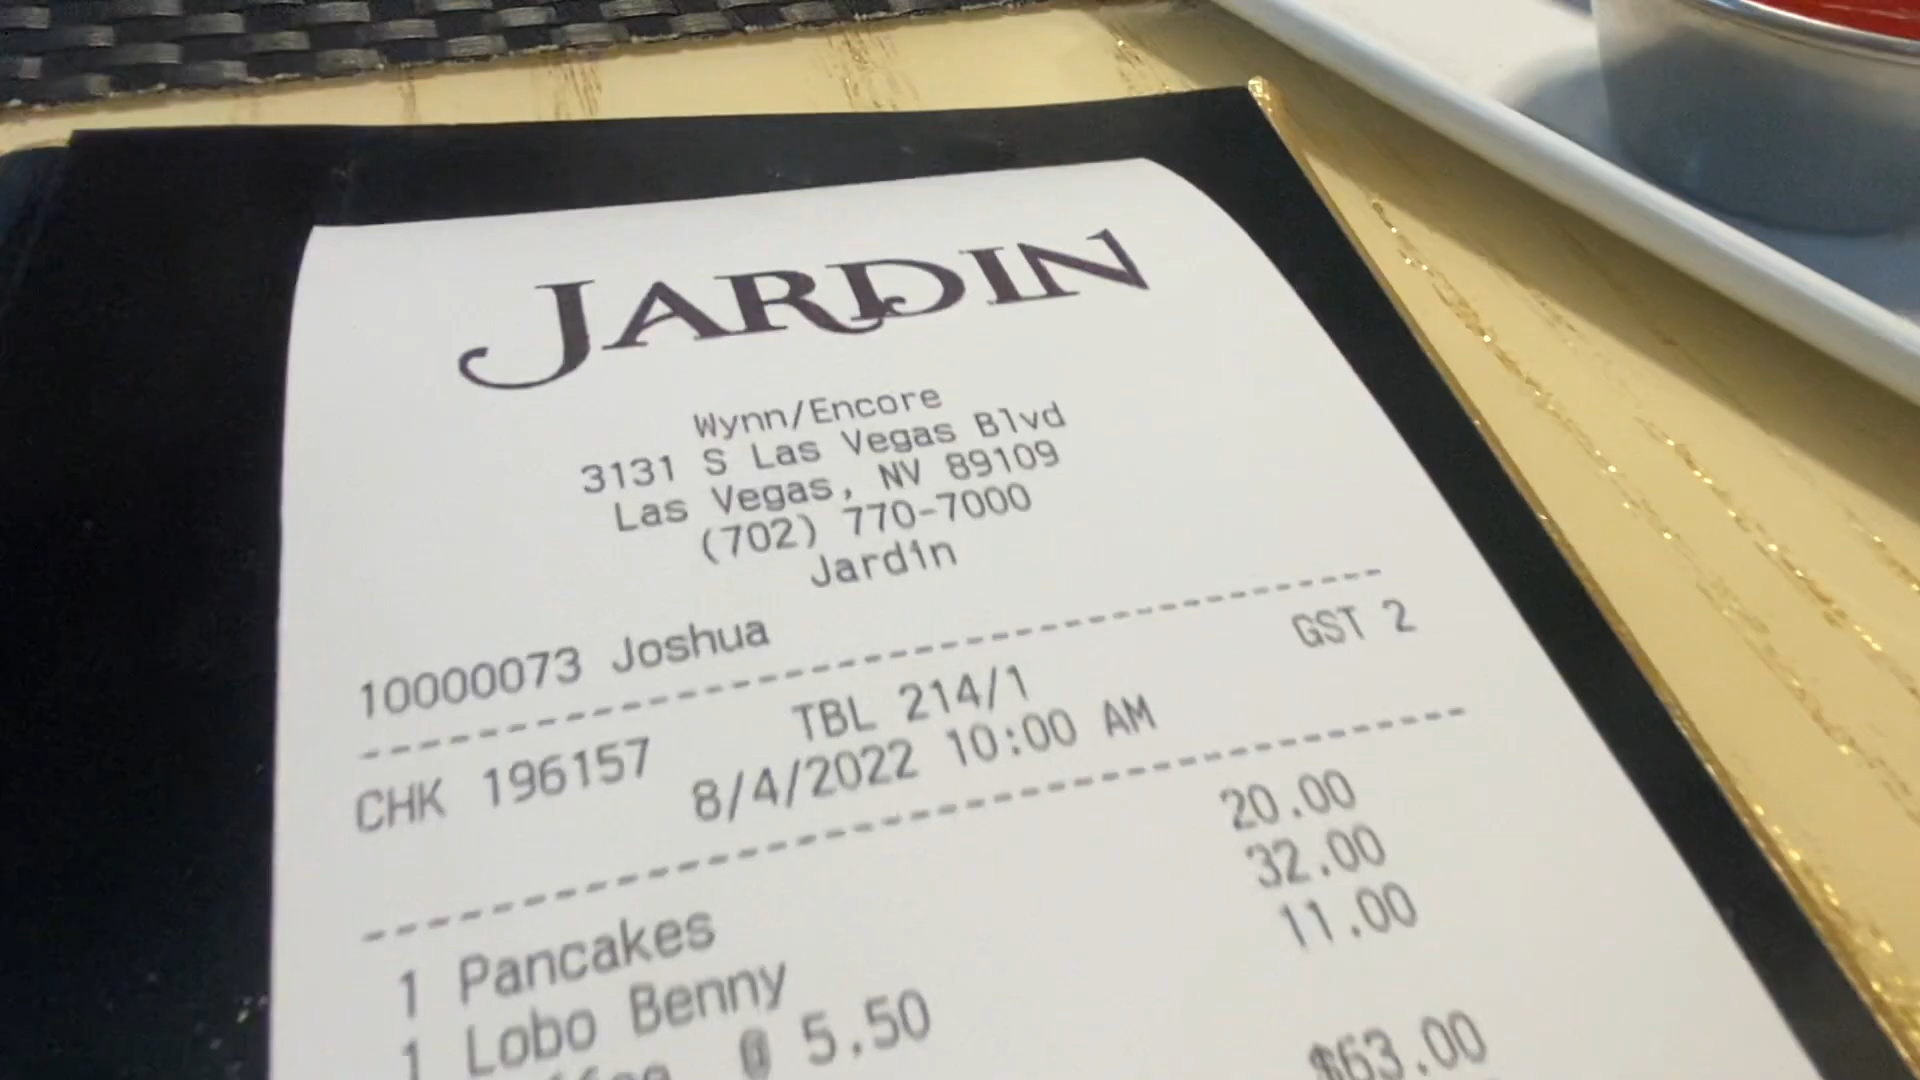 JARDIN
Wynn/Encore
3131 S Las Vegas Blvd
Las Vegas, NV 89109
(702) 770-7000
Jardin
10000073 Joshua
TBL 214/1 GST 2
CHK 196157
8/4/2022 10:00 AM
1 Pancakes 20.00
1 Lobo Benny 32.00
@ 5.50 11.00
$63.00